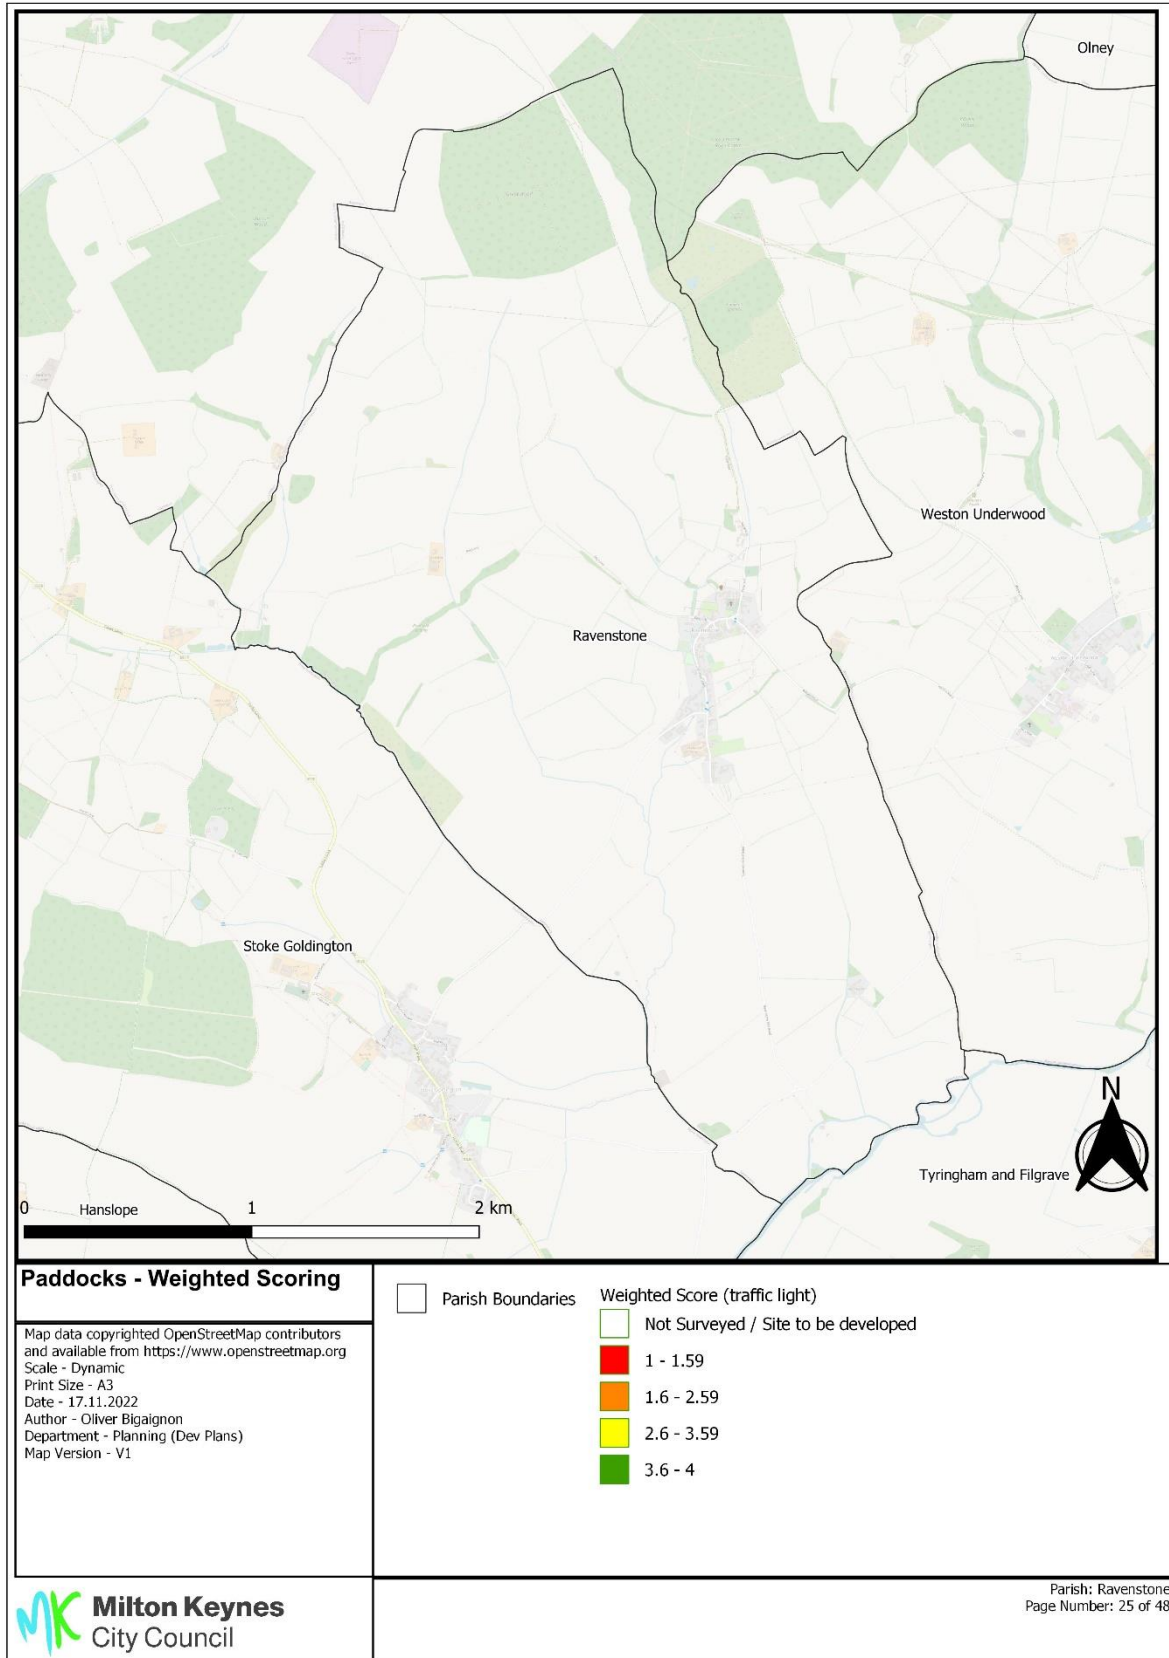 Olney
Weston Underwood
Ravenstone
Stoke Goldington
N
Tyringham and Filgrave
0 Hanslope 1 2 km
Paddocks - Weighted Scoring
Map data copyrighted OpenStreetMap contributors
and available from https://www.openstreetmap.org
Scale - Dynamic
Print Size - A3
Date - 17.11.2022
Author - Oliver Bigaignon
Department - Planning (Dev Plans)
Map Version - V1
Parish Boundaries
Weighted Score (traffic light)
Not Surveyed / Site to be developed
1 - 1.59
1.6 - 2.59
2.6 - 3.59
3.6 - 4
MK Milton Keynes
City Council
Parish: Ravenstone
Page Number: 25 of 48